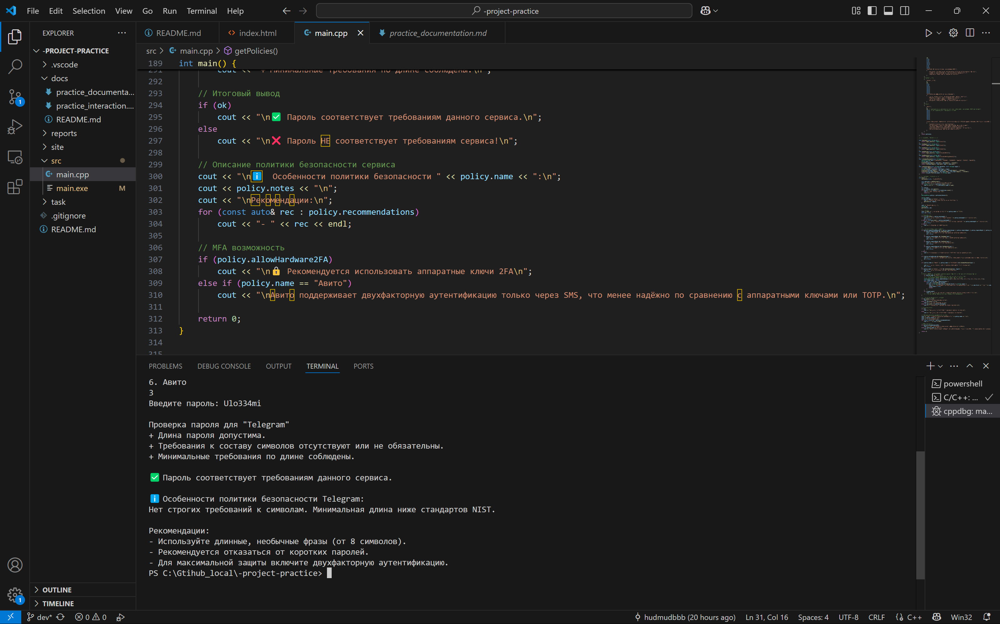 File Edit Selection View Go Run Terminal Help
-project-practice
EXPLORER
README.md
index.html
main.cpp
practice_documentation.md
-PROJECT-PRACTICE
.vscode
docs
practice_documenta...
practice_interaction....
README.md
reports
site
src
main.cpp
main.exe M
task
.gitignore
README.md
OUTLINE
TIMELINE
src > main.cpp > getPolicies()
189 int main() {
291 cout << "+ Минимальные требования по длине соблюдены.\n";
292
293 // Итоговый вывод
294 if (ok)
295 cout << "\n✅ Пароль соответствует требованиям данного сервиса.\n";
296 else
297 cout << "\n❌ Пароль НЕ соответствует требованиям сервиса!\n";
298
299 // Описание политики безопасности сервиса
300 cout << "\nℹ️ Особенности политики безопасности " << policy.name << ":\n";
301 cout << policy.notes << "\n";
302 cout << "\nРекомендации:\n";
303 for (const auto& rec : policy.recommendations)
304 cout << "- " << rec << endl;
305
306 // MFA возможность
307 if (policy.allowHardware2FA)
308 cout << "\n🔒 Рекомендуется использовать аппаратные ключи 2FA\n";
309 else if (policy.name == "Авито")
310 cout << "\nАвито поддерживает двухфакторную аутентификацию только через SMS, что менее надёжно по сравнению с аппаратными ключами или TOTP.\n";
311
312 return 0;
313 }
314
315
PROBLEMS DEBUG CONSOLE OUTPUT TERMINAL PORTS
6. Авито
3
Введите пароль: Ulo334mi
Проверка пароля для "Telegram"
+ Длина пароля допустима.
+ Требования к составу символов отсутствуют или не обязательны.
+ Минимальные требования по длине соблюдены.
✅ Пароль соответствует требованиям данного сервиса.
ℹ️ Особенности политики безопасности Telegram:
Нет строгих требований к символам. Минимальная длина ниже стандартов NIST.
Рекомендации:
- Используйте длинные, необычные фразы (от 8 символов).
- Рекомендуется отказаться от коротких паролей.
- Для максимальной защиты включите двухфакторную аутентификацию.
PS C:\Gtihub_local\-project-practice>
powershell
C/C++: ...
cppdbg: ma...
1
1
dev* 0 0
hudmudbbb (20 hours ago) Ln 31, Col 16 Spaces: 4 UTF-8 CRLF C++ Win32